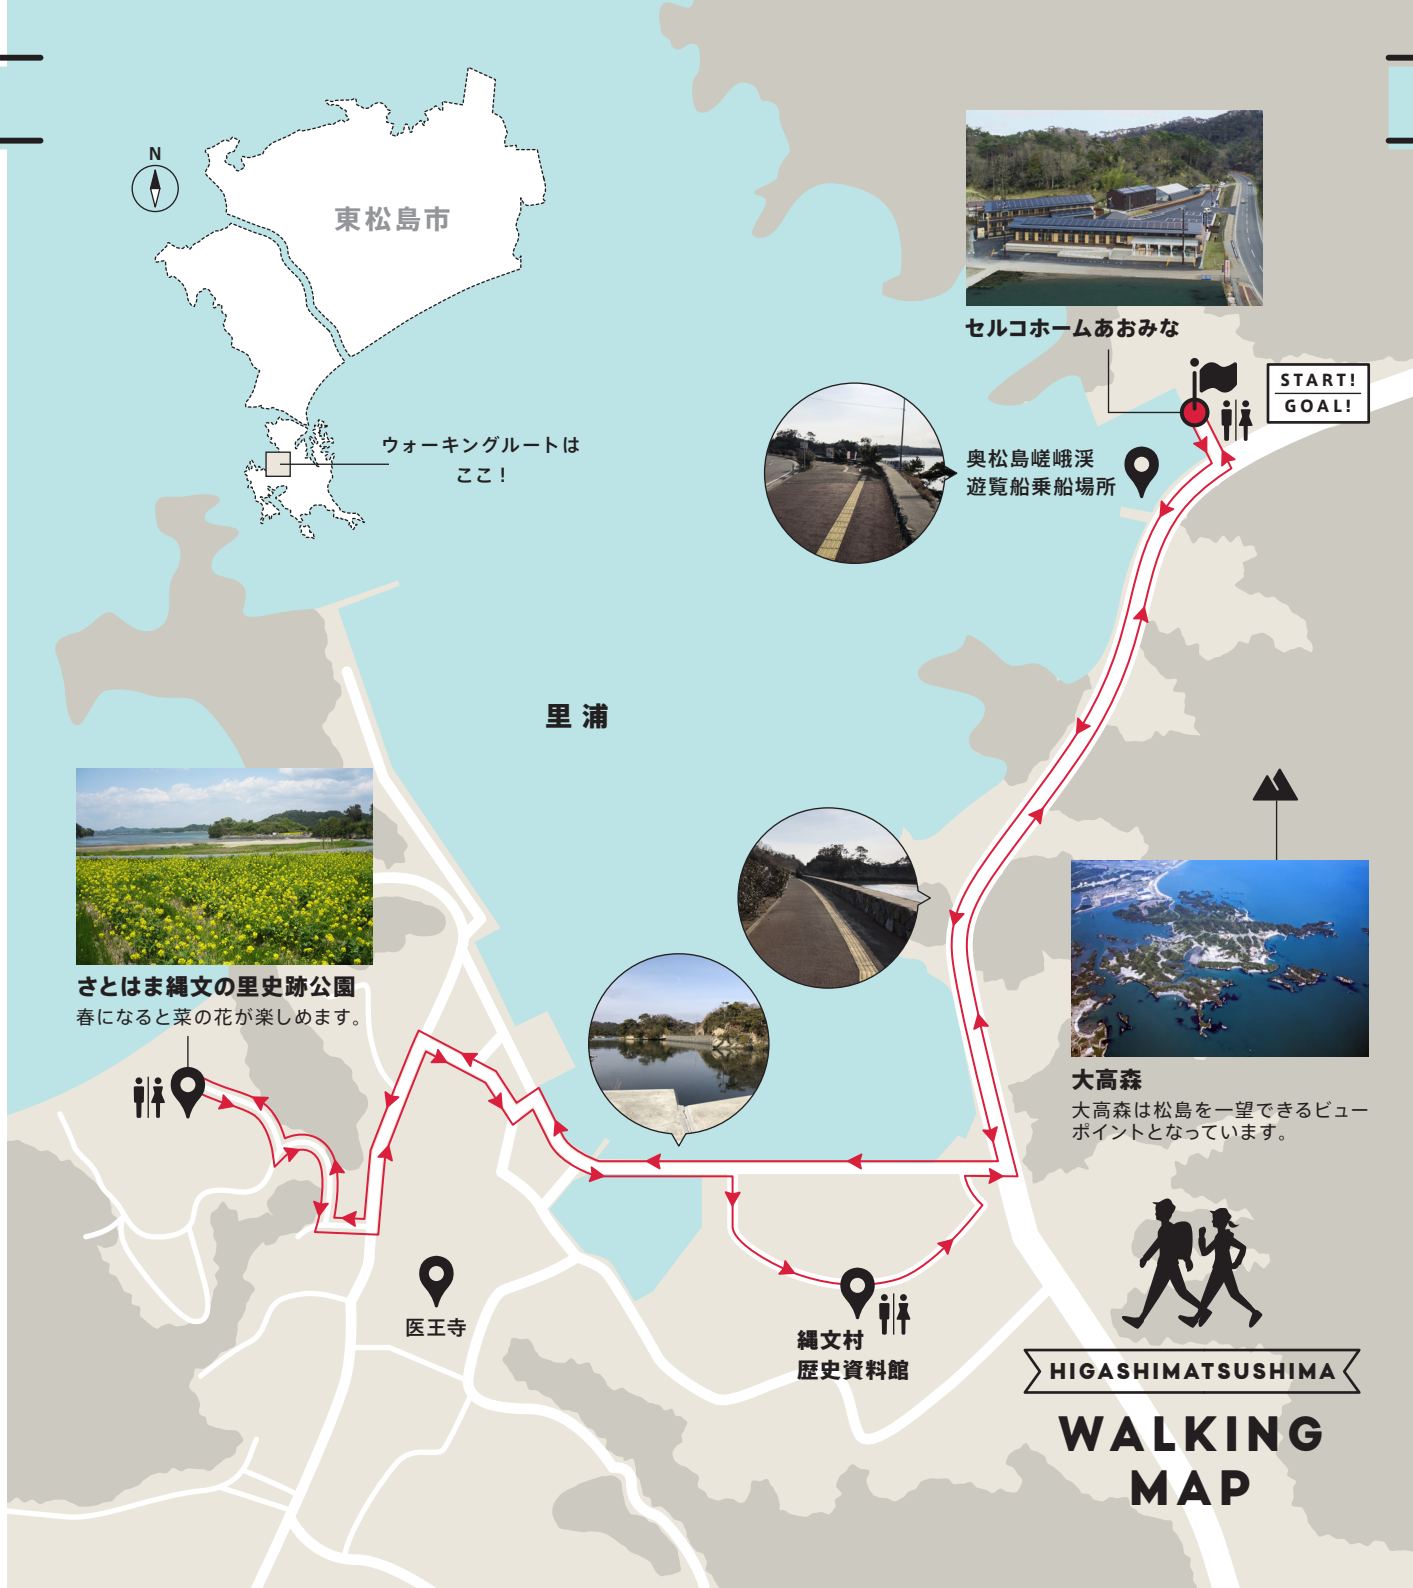 N
東松島市
ウォーキングルートは
ここ！
セルコホームあおみな
START!
GOAL!
奥松島嵯峨渓
遊覧船乗船場所
里浦
さとはま縄文の里史跡公園
春になると菜の花が楽しめます。
大高森
大高森は松島を一望できるビュー
ポイントとなっています。
医王寺
縄文村
歴史資料館
HIGASHIMATSUSHIMA
WALKING
MAP